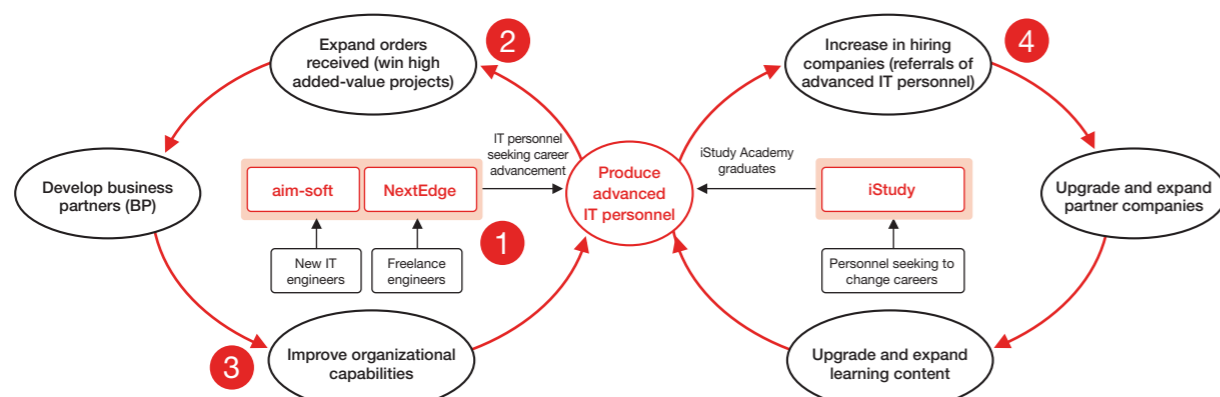 2
Expand orders
received (win high
added-value projects)
Increase in hiring
companies (referrals of
advanced IT personnel)
4
IT personnel
seeking career
advancement
iStudy Academy
graduates
Develop business
partners (BP)
aim-soft
NextEdge
Produce
advanced
IT personnel
iStudy
Upgrade and expand
partner companies
1
New IT
engineers
Freelance
engineers
Personnel seeking to
change careers
3
Improve organizational
capabilities
Upgrade and expand
learning content